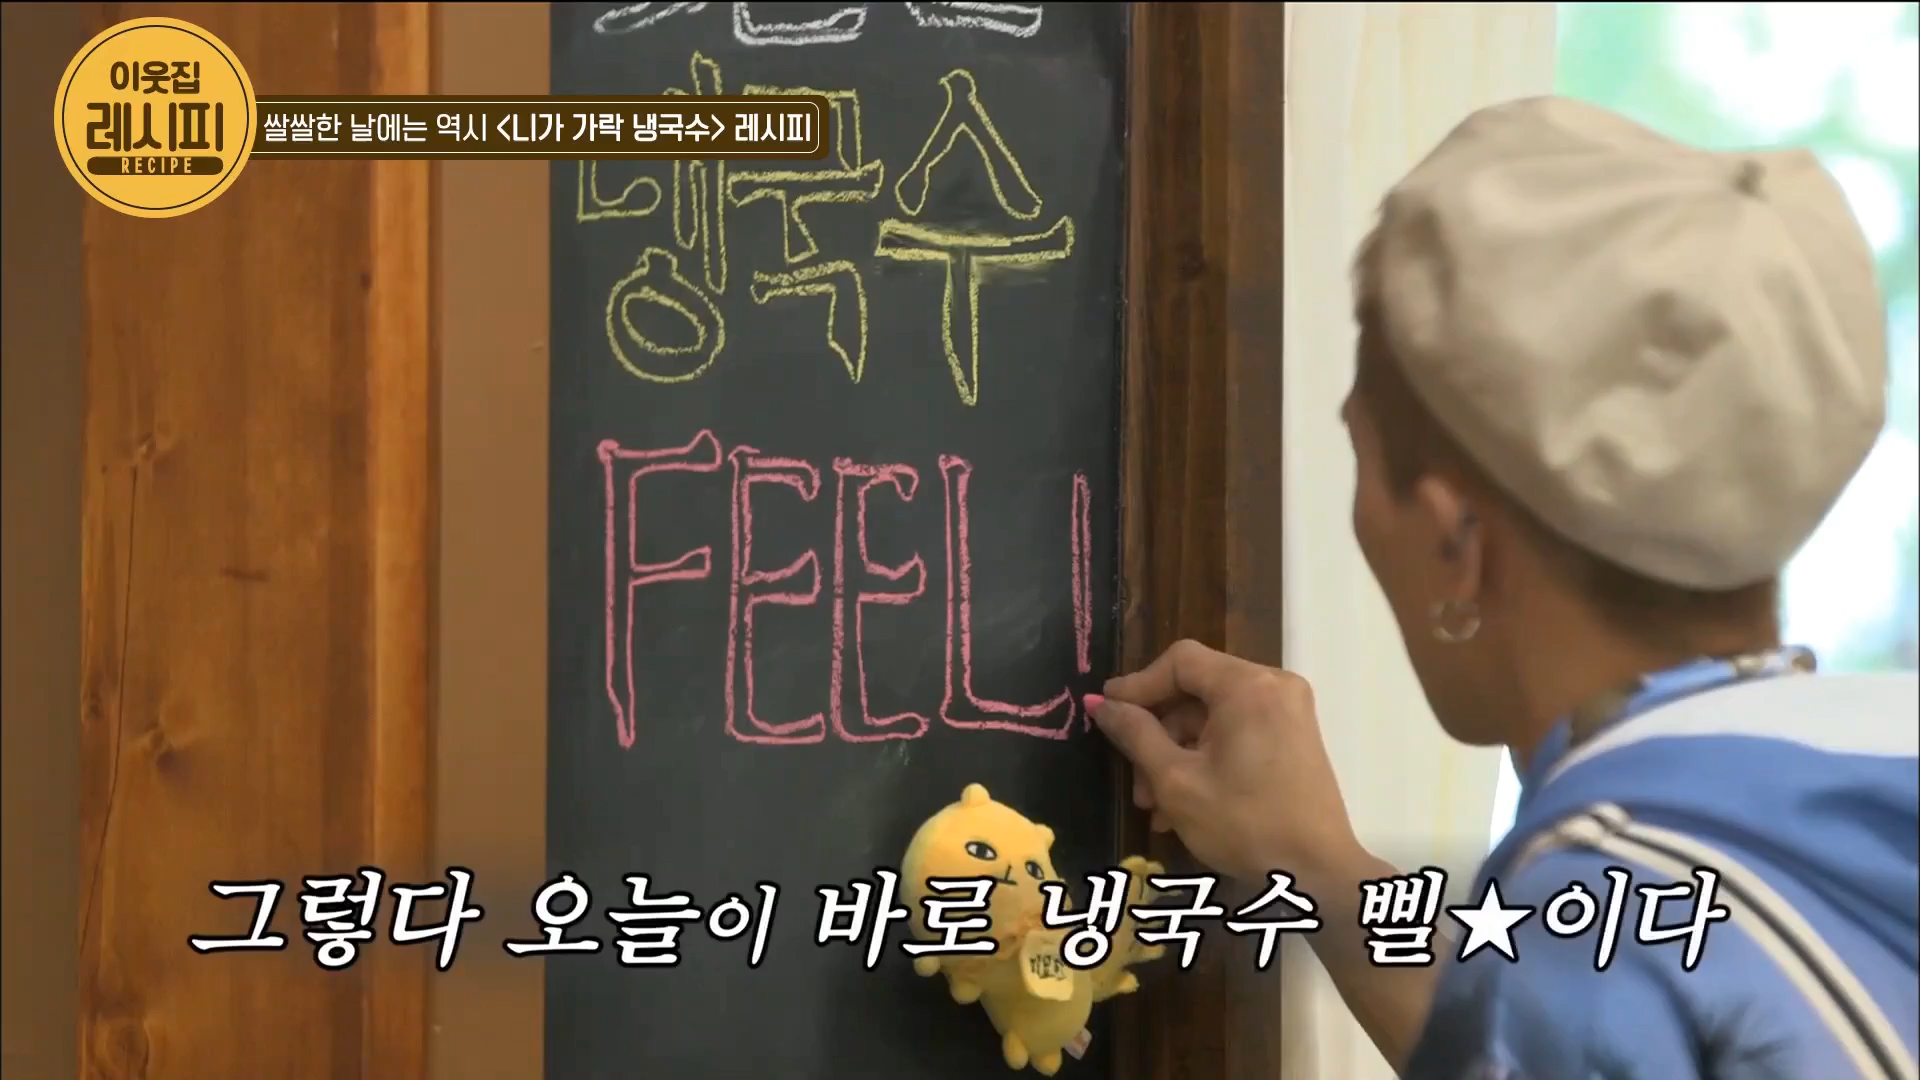 이웃집
레시피
RECIPE
쌀쌀한 날에는 역시 <니가 가락 냉국수> 레시피
냉국수
FEEL!
그렇다 오늘이 바로 냉국수 삘★이다